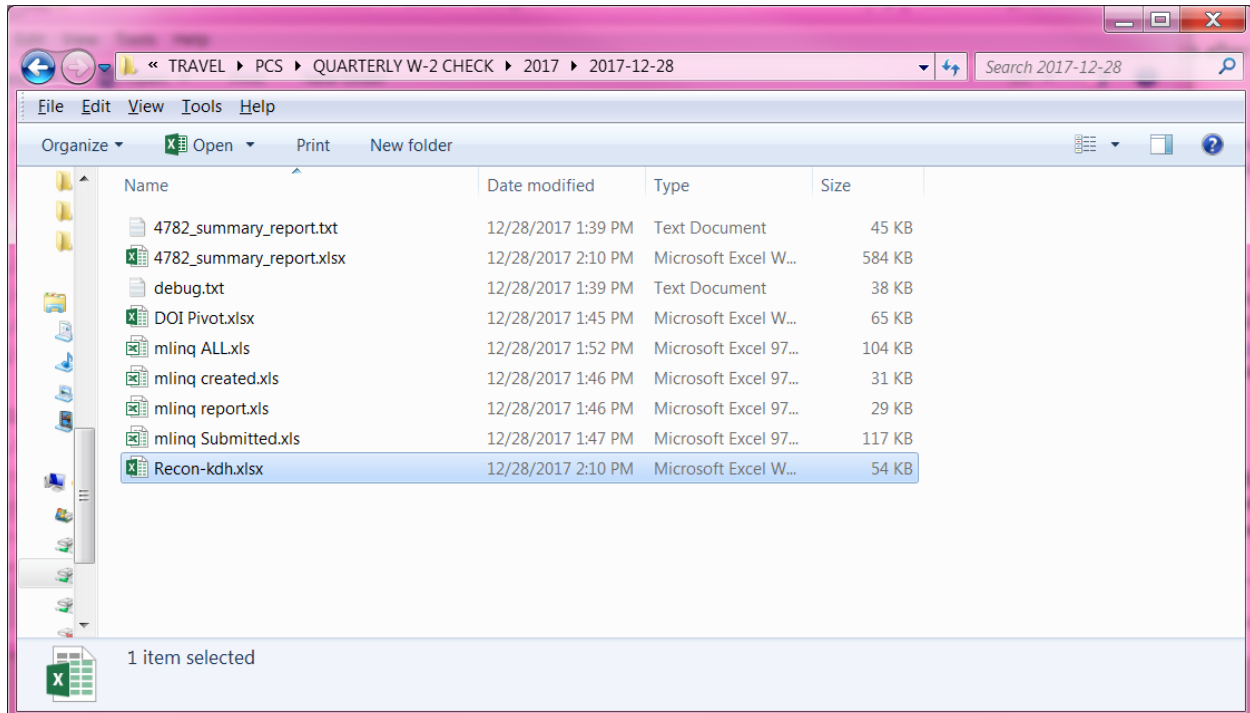 « TRAVEL ▸ PCS ▸ QUARTERLY W-2 CHECK ▸ 2017 ▸ 2017-12-28 Search 2017-12-28
File Edit View Tools Help
Organize Open Print New folder
Name Date modified Type Size
4782_summary_report.txt 12/28/2017 1:39 PM Text Document 45 KB
4782_summary_report.xlsx 12/28/2017 2:10 PM Microsoft Excel W... 584 KB
debug.txt 12/28/2017 1:39 PM Text Document 38 KB
DOI Pivot.xlsx 12/28/2017 1:45 PM Microsoft Excel W... 65 KB
mlinq ALL.xls 12/28/2017 1:52 PM Microsoft Excel 97... 104 KB
mlinq created.xls 12/28/2017 1:46 PM Microsoft Excel 97... 31 KB
mlinq report.xls 12/28/2017 1:46 PM Microsoft Excel 97... 29 KB
mlinq Submitted.xls 12/28/2017 1:47 PM Microsoft Excel 97... 117 KB
Recon-kdh.xlsx 12/28/2017 2:10 PM Microsoft Excel W... 54 KB
1 item selected